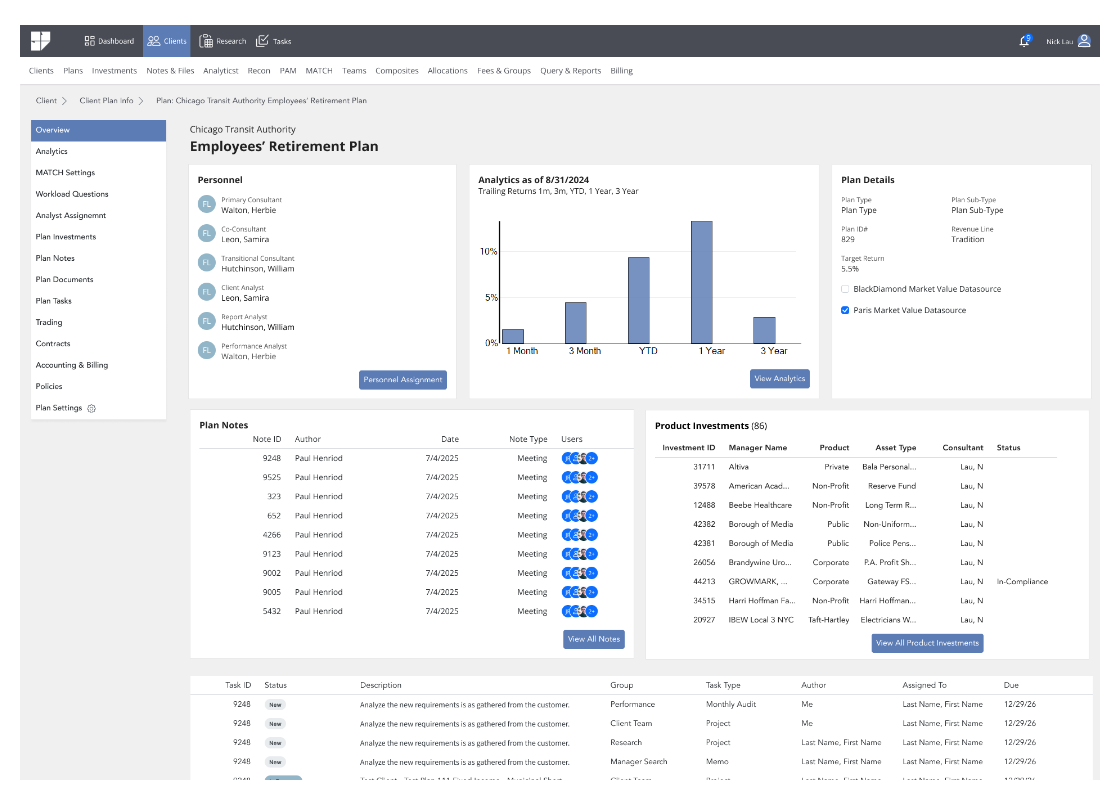 Dashboard Clients Research Tasks 5 Nick Lau
Clients Plans Investments Notes & Files Analyticst Recon PAM MATCH Teams Composites Allocations Fees & Groups Query & Reports Billing
Client Client Plan Info Plan: Chicago Transit Authority Employees' Retirement Plan
Overview
Analytics
MATCH Settings
Workload Questions
Analyst Assignemnt
Plan Investments
Plan Notes
Plan Documents
Plan Tasks
Trading
Contracts
Accounting & Billing
Policies
Plan Settings
Chicago Transit Authority
Employees’ Retirement Plan
Personnel
FL Primary Consultant
Walton, Herbie
FL Co-Consultant
Leon, Samira
FL Transitional Consultant
Hutchinson, William
FL Client Analyst
Leon, Samira
FL Report Analyst
Hutchinson, William
FL Performance Analyst
Walton, Herbie
Personnel Assignment
Analytics as of 8/31/2024
Trailing Returns 1m, 3m, YTD, 1 Year, 3 Year
10%
5%
0%
1 Month 3 Month YTD 1 Year 3 Year
View Analytics
Plan Details
Plan Type Plan Sub-Type
Plan Type Plan Sub-Type
Plan ID# Revenue Line
829 Tradition
Target Return
5.5%
BlackDiamond Market Value Datasource
Paris Market Value Datasource
Plan Notes
Note ID Author Date Note Type Users
9248 Paul Henriod 7/4/2025 Meeting 2+
9525 Paul Henriod 7/4/2025 Meeting 2+
323 Paul Henriod 7/4/2025 Meeting 2+
652 Paul Henriod 7/4/2025 Meeting 2+
4266 Paul Henriod 7/4/2025 Meeting 2+
9123 Paul Henriod 7/4/2025 Meeting 2+
9002 Paul Henriod 7/4/2025 Meeting 2+
9005 Paul Henriod 7/4/2025 Meeting 2+
5432 Paul Henriod 7/4/2025 Meeting 2+
View All Notes
Product Investments (86)
Investment ID Manager Name Product Asset Type Consultant Status
31711 Altiva Private Bala Personal... Lau, N
39578 American Acad... Non-Profit Reserve Fund Lau, N
12488 Beebe Healthcare Non-Profit Long Term R... Lau, N
42382 Borough of Media Public Non-Uniform... Lau, N
42381 Borough of Media Public Police Pens... Lau, N
26056 Brandywine Uro... Corporate P.A. Profit Sh... Lau, N
44213 GROWMARK, ... Corporate Gateway FS... Lau, N In-Compliance
34515 Harri Hoffman Fa... Non-Profit Harri Hoffman... Lau, N
20927 IBEW Local 3 NYC Taft-Hartley Electricians W... Lau, N
View All Product Investments
Task ID Status Description Group Task Type Author Assigned To Due
9248 New Analyze the new requirements is as gathered from the customer. Performance Monthly Audit Me Last Name, First Name 12/29/26
9248 New Analyze the new requirements is as gathered from the customer. Client Team Project Me Last Name, First Name 12/29/26
9248 New Analyze the new requirements is as gathered from the customer. Research Project Last Name, First Name Last Name, First Name 12/29/26
9248 New Analyze the new requirements is as gathered from the customer. Manager Search Memo Last Name, First Name Last Name, First Name 12/29/26